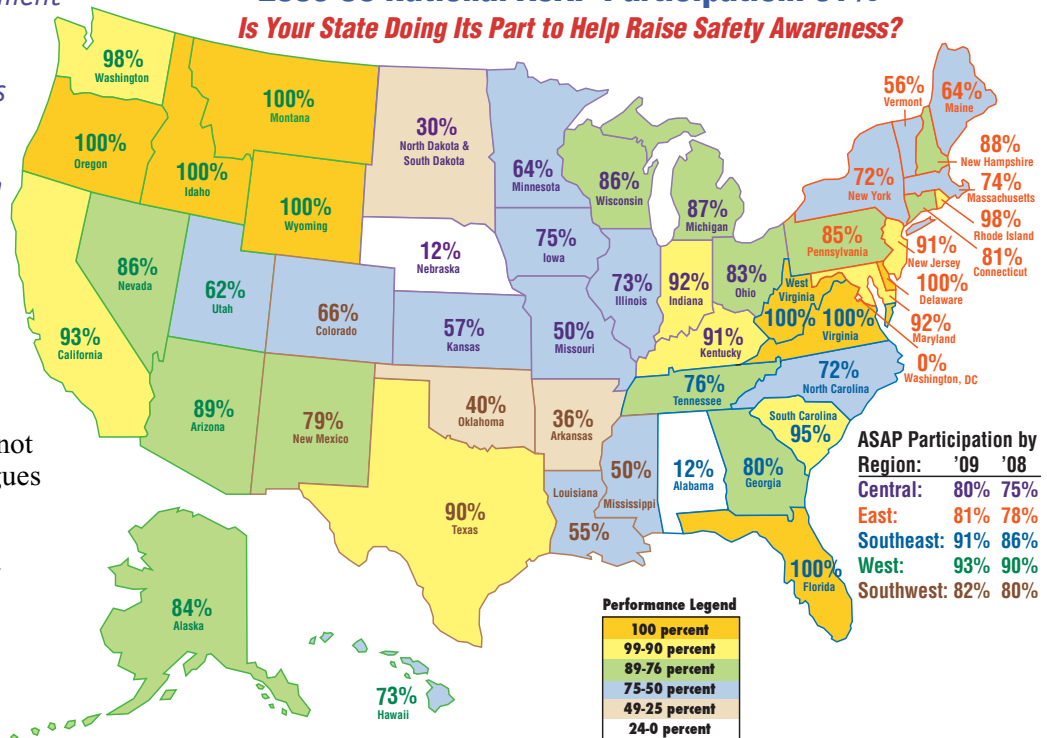 Is Your State Doing Its Part to Help Raise Safety Awareness?
98%
Washington
100%
Oregon
100%
Idaho
100%
Montana
100%
Wyoming
30%
North Dakota &
South Dakota
64%
Minnesota
86%
Wisconsin
87%
Michigan
56%
Vermont
64%
Maine
88%
New Hampshire
72%
New York
74%
Massachusetts
98%
Rhode Island
81%
Connecticut
85%
Pennsylvania
91%
New Jersey
100%
Delaware
92%
Maryland
0%
Washington, DC
86%
Nevada
62%
Utah
66%
Colorado
12%
Nebraska
75%
Iowa
57%
Kansas
50%
Missouri
73%
Illinois
92%
Indiana
83%
Ohio
91%
Kentucky
West
Virginia
100%
100%
Virginia
93%
California
89%
Arizona
79%
New Mexico
40%
Oklahoma
36%
Arkansas
76%
Tennessee
72%
North Carolina
South Carolina
95%
90%
Texas
Louisiana
55%
50%
Mississippi
12%
Alabama
80%
Georgia
100%
Florida
84%
Alaska
73%
Hawaii
not
ASAP Participation by
Region: ’09 ’08
Central: 80% 75%
East: 81% 78%
Southeast: 91% 86%
West: 93% 90%
Southwest: 82% 80%
Performance Legend
100 percent
99-90 percent
89-76 percent
75-50 percent
49-25 percent
24-0 percent